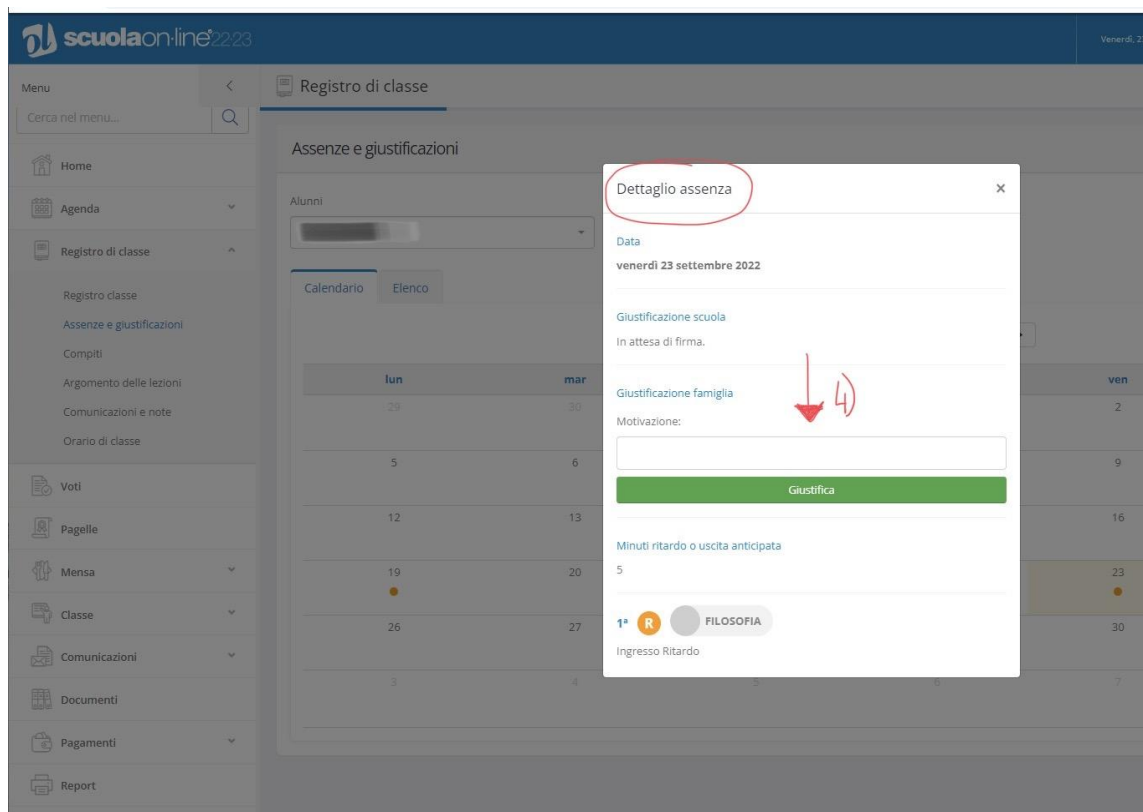 scuolaon·line®22·23
Venerdì, 2
Menu
Registro di classe
Cerca nel menu...
Home
Agenda
Registro di classe
Registro classe
Assenze e giustificazioni
Compiti
Argomento delle lezioni
Comunicazioni e note
Orario di classe
Voti
Pagelle
Mensa
Classe
Comunicazioni
Documenti
Pagamenti
Report
Assenze e giustificazioni
Alunni
Calendario Elenco
lun mar ven
29 30 2
5 6 9
12 13 16
19 20 23
26 27 30
3 4 5 6 7
Dettaglio assenza ×
Data
venerdì 23 settembre 2022
Giustificazione scuola
In attesa di firma.
Giustificazione famiglia
4)
Motivazione:
Giustifica
Minuti ritardo o uscita anticipata
5
1ª R FILOSOFIA
Ingresso Ritardo